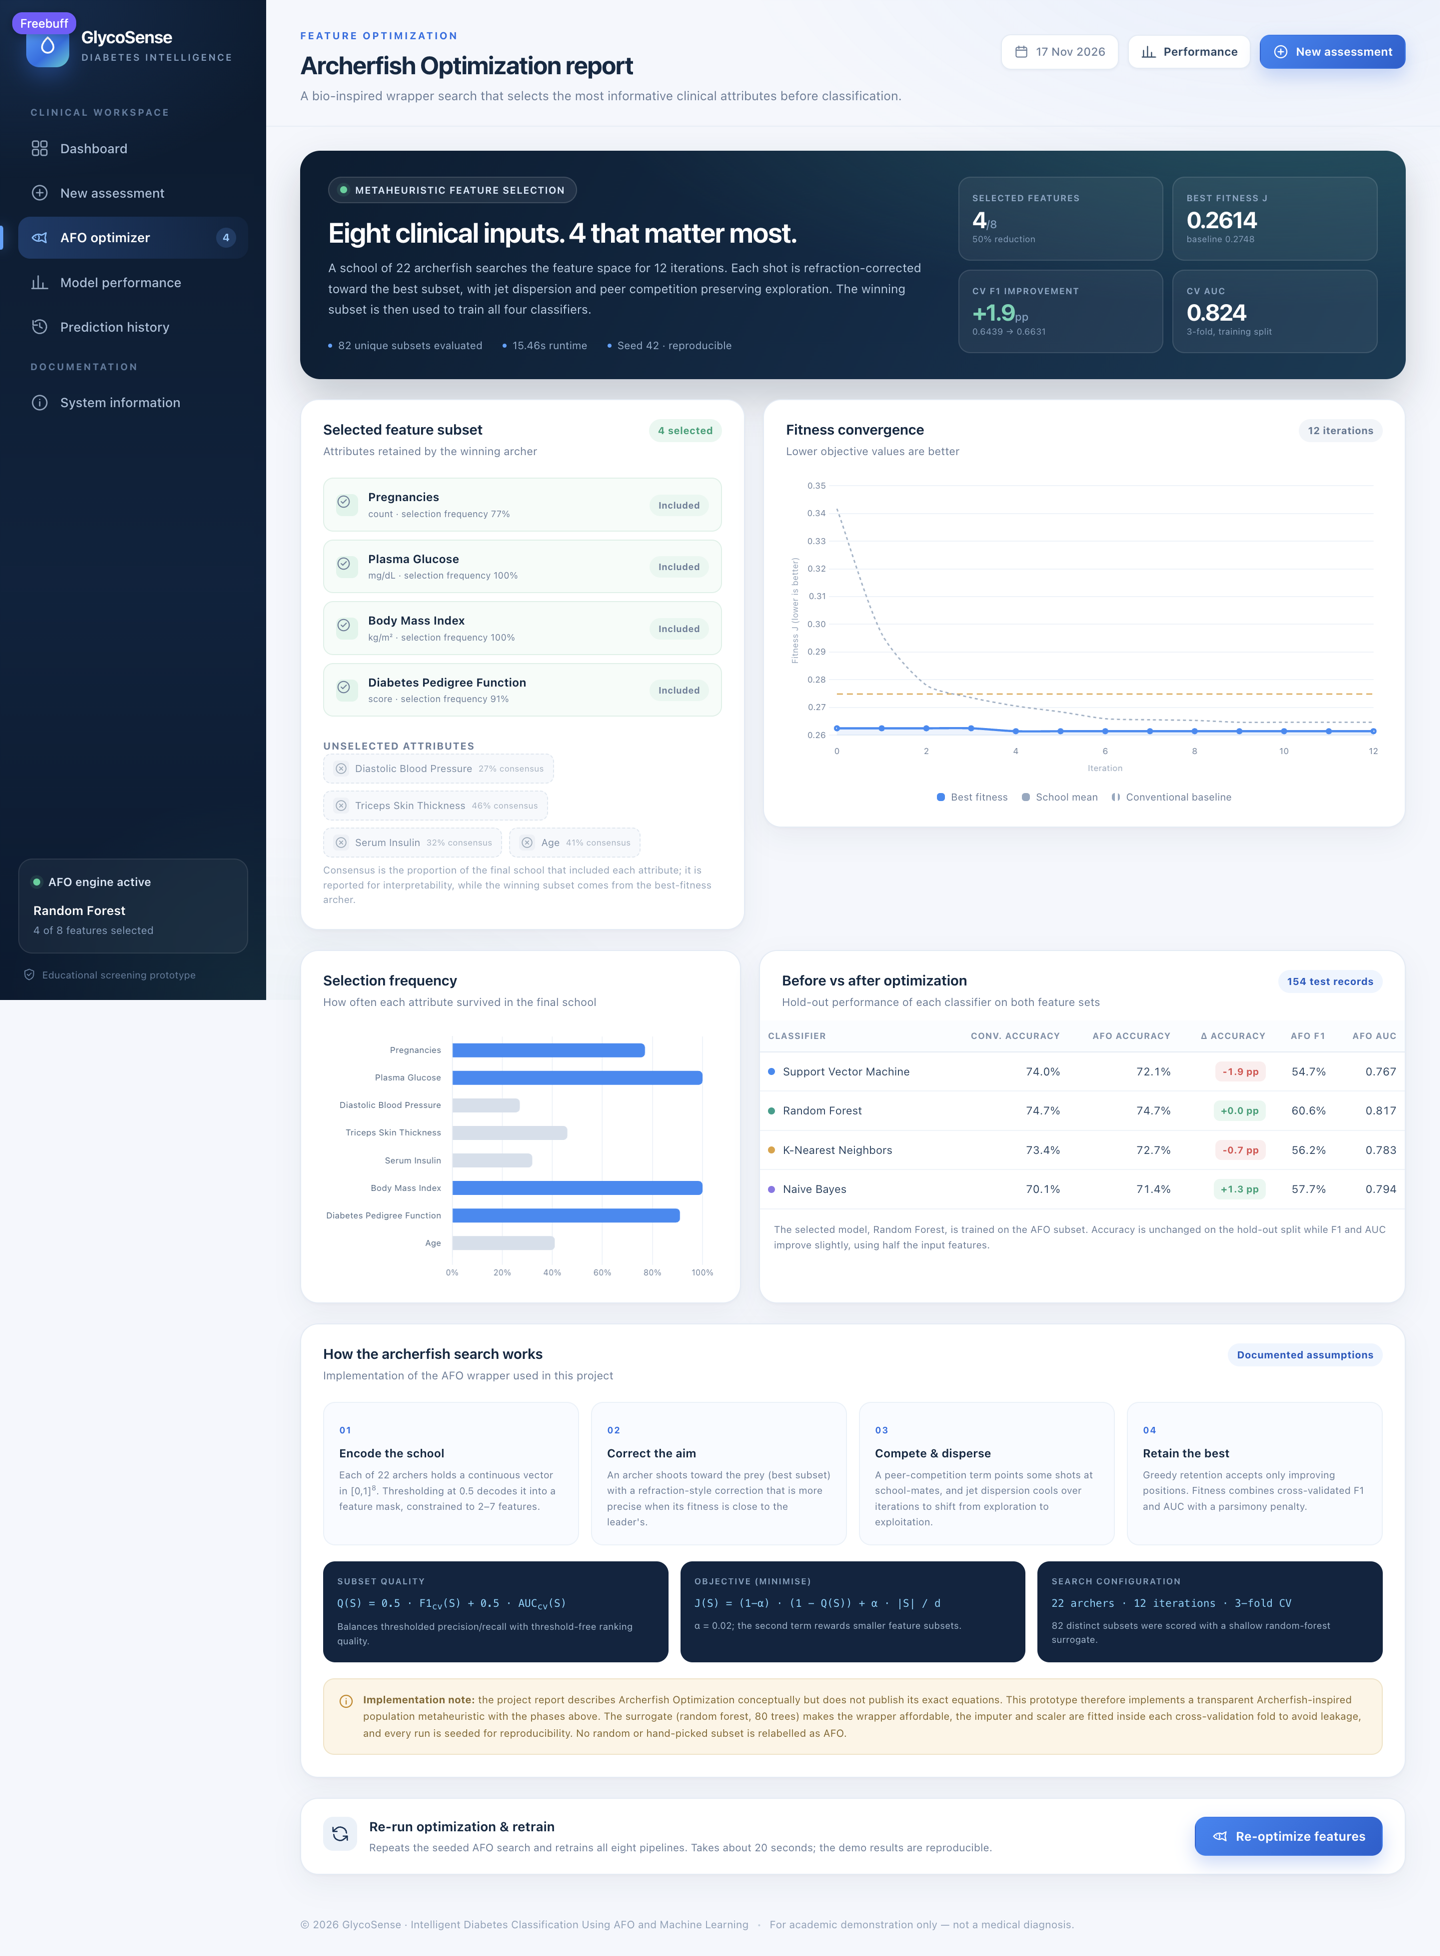 Freebuff
GlycoSense
DIABETES INTELLIGENCE
CLINICAL WORKSPACE
Dashboard
New assessment
AFO optimizer 4
Model performance
Prediction history
DOCUMENTATION
System information
AFO engine active
Random Forest
4 of 8 features selected
Educational screening prototype
FEATURE OPTIMIZATION
Archerfish Optimization report
A bio-inspired wrapper search that selects the most informative clinical attributes before classification.
17 Nov 2026
Performance
New assessment
METAHEURISTIC FEATURE SELECTION
Eight clinical inputs. 4 that matter most.
A school of 22 archerfish searches the feature space for 12 iterations. Each shot is refraction-corrected
toward the best subset, with jet dispersion and peer competition preserving exploration. The winning
subset is then used to train all four classifiers.
82 unique subsets evaluated
15.46s runtime
Seed 42 · reproducible
SELECTED FEATURES
4/8
50% reduction
BEST FITNESS J
0.2614
baseline 0.2748
CV F1 IMPROVEMENT
+1.9pp
0.6439 → 0.6631
CV AUC
0.824
3-fold, training split
Selected feature subset
4 selected
Attributes retained by the winning archer
Pregnancies
count · selection frequency 77%
Included
Plasma Glucose
mg/dL · selection frequency 100%
Included
Body Mass Index
kg/m² · selection frequency 100%
Included
Diabetes Pedigree Function
score · selection frequency 91%
Included
UNSELECTED ATTRIBUTES
Diastolic Blood Pressure 27% consensus
Triceps Skin Thickness 46% consensus
Serum Insulin 32% consensus
Age 41% consensus
Consensus is the proportion of the final school that included each attribute; it is
reported for interpretability, while the winning subset comes from the best-fitness
archer.
Fitness convergence
12 iterations
Lower objective values are better
0.35
0.34
0.33
0.32
0.31
0.30
0.29
0.28
0.27
0.26
Fitness J (lower is better)
0 2 4 6 8 10 12
Iteration
Best fitness
School mean
Conventional baseline
Selection frequency
How often each attribute survived in the final school
Pregnancies
Plasma Glucose
Diastolic Blood Pressure
Triceps Skin Thickness
Serum Insulin
Body Mass Index
Diabetes Pedigree Function
Age
0% 20% 40% 60% 80% 100%
Before vs after optimization
154 test records
Hold-out performance of each classifier on both feature sets
CLASSIFIER CONV. ACCURACY AFO ACCURACY Δ ACCURACY AFO F1 AFO AUC
Support Vector Machine 74.0% 72.1% -1.9 pp 54.7% 0.767
Random Forest 74.7% 74.7% +0.0 pp 60.6% 0.817
K-Nearest Neighbors 73.4% 72.7% -0.7 pp 56.2% 0.783
Naive Bayes 70.1% 71.4% +1.3 pp 57.7% 0.794
The selected model, Random Forest, is trained on the AFO subset. Accuracy is unchanged on the hold-out split while F1 and AUC
improve slightly, using half the input features.
How the archerfish search works
Documented assumptions
Implementation of the AFO wrapper used in this project
01
Encode the school
Each of 22 archers holds a continuous vector
in [0,1]⁸. Thresholding at 0.5 decodes it into a
feature mask, constrained to 2–7 features.
02
Correct the aim
An archer shoots toward the prey (best subset)
with a refraction-style correction that is more
precise when its fitness is close to the
leader's.
03
Compete & disperse
A peer-competition term points some shots at
school-mates, and jet dispersion cools over
iterations to shift from exploration to
exploitation.
04
Retain the best
Greedy retention accepts only improving
positions. Fitness combines cross-validated F1
and AUC with a parsimony penalty.
SUBSET QUALITY
Q(S) = 0.5 · F1cv(S) + 0.5 · AUCcv(S)
Balances thresholded precision/recall with threshold-free ranking
quality.
OBJECTIVE (MINIMISE)
J(S) = (1−α) · (1 − Q(S)) + α · |S| / d
α = 0.02; the second term rewards smaller feature subsets.
SEARCH CONFIGURATION
22 archers · 12 iterations · 3-fold CV
82 distinct subsets were scored with a shallow random-forest
surrogate.
Implementation note: the project report describes Archerfish Optimization conceptually but does not publish its exact equations. This prototype therefore implements a transparent Archerfish-inspired
population metaheuristic with the phases above. The surrogate (random forest, 80 trees) makes the wrapper affordable, the imputer and scaler are fitted inside each cross-validation fold to avoid leakage,
and every run is seeded for reproducibility. No random or hand-picked subset is relabelled as AFO.
Re-run optimization & retrain
Repeats the seeded AFO search and retrains all eight pipelines. Takes about 20 seconds; the demo results are reproducible.
Re-optimize features
© 2026 GlycoSense · Intelligent Diabetes Classification Using AFO and Machine Learning · For academic demonstration only — not a medical diagnosis.